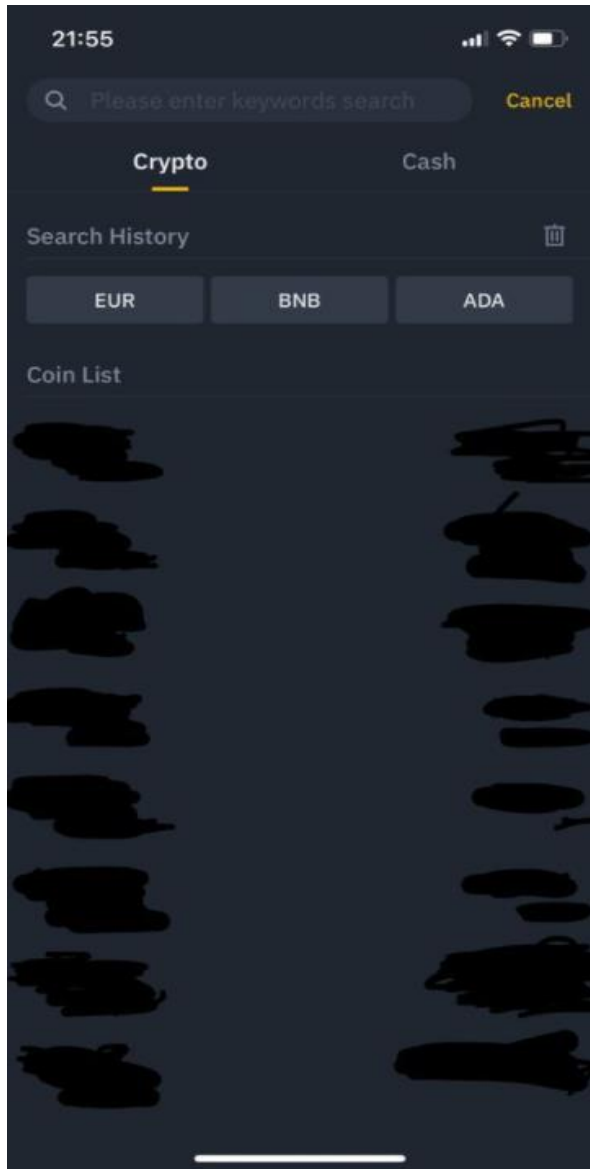 21:55
Please enter keywords search Cancel
Crypto Cash
Search History
EUR BNB ADA
Coin List